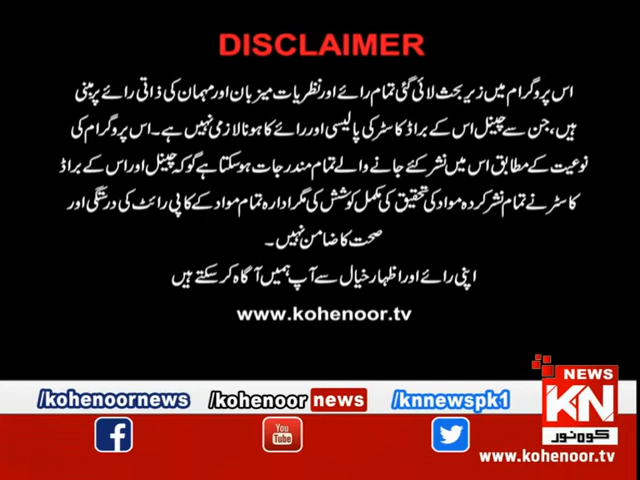 DISCLAIMER
اس پروگرام میں زیر بحث لائی گئی تمام رائے اور نظریات میزبان اور مہمان کی ذاتی رائے پر مبنی
ہیں، جن سے چینل اس کے براڈ کاسٹر کی پالیسی اور رائے کا ہونا لازمی نہیں ہے۔ اس پروگرام کی
نوعیت کے مطابق اس میں نشر کئے جانے والے تمام مندرجات ہو سکتا ہے گو کہ چینل اور اس کے براڈ
کاسٹر نے تمام نشر کردہ مواد کی تحقیق کی مکمل کوشش کی مگر ادارہ تمام مواد کے کاپی رائٹ کی درستگی اور
صحت کا ضامن نہیں۔
اپنی رائے اور اظہار خیال سے آپ ہمیں آگاہ کر سکتے ہیں
www.kohenoor.tv
/kohenoornews /kohenoor news /knnewspk1
You Tube
NEWS
KN
کوہ نور
www.kohenoor.tv